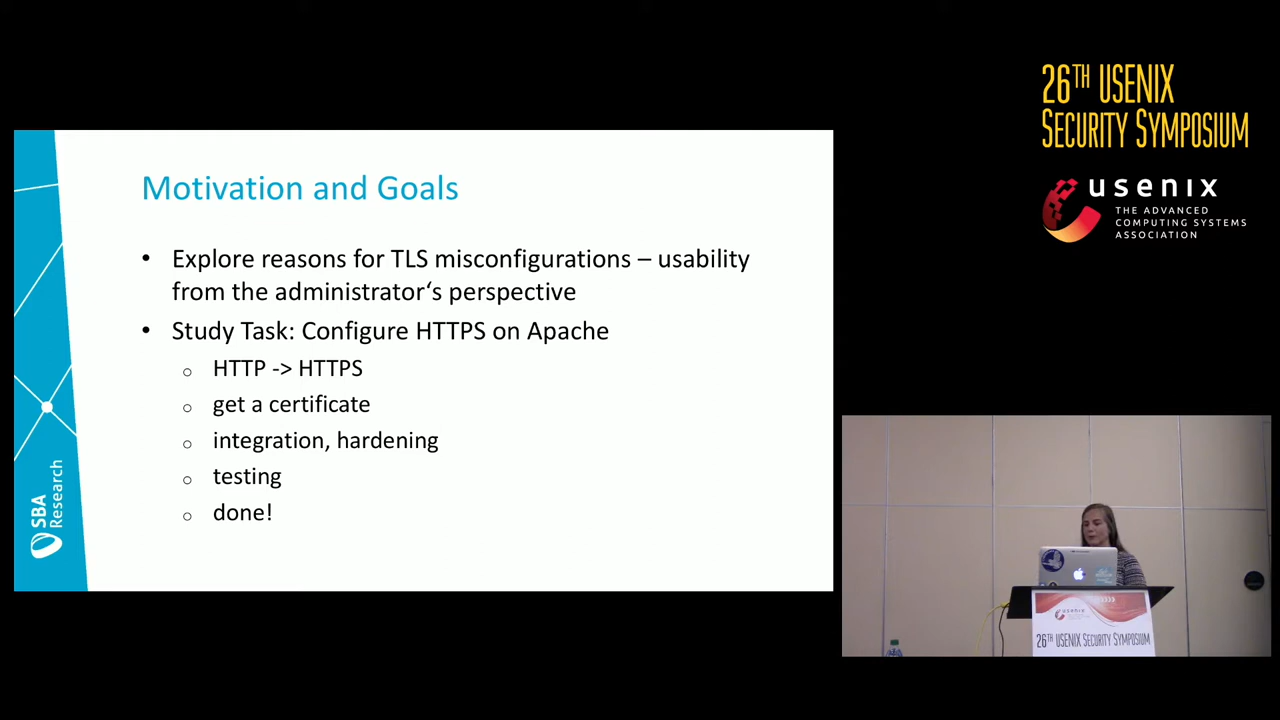 Motivation and Goals
• Explore reasons for TLS misconfigurations – usability
from the administrator‘s perspective
• Study Task: Configure HTTPS on Apache
o HTTP -> HTTPS
o get a certificate
o integration, hardening
o testing
o done!
SBA
Research
26TH USENIX
SECURITY SYMPOSIUM
usenix
THE ADVANCED
COMPUTING SYSTEMS
ASSOCIATION
usenix
26TH USENIX SECURITY SYMPOSIUM